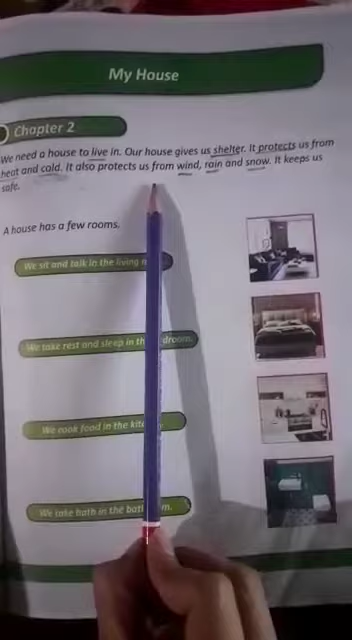 My House
Chapter 2
We need a house to live in. Our house gives us shelter. It protects us from
heat and cold. It also protects us from wind, rain and snow. It keeps us
safe.
A house has a few rooms.
We sit and talk in the living
We take rest and sleep in the
We cook food in the
We take bath in the